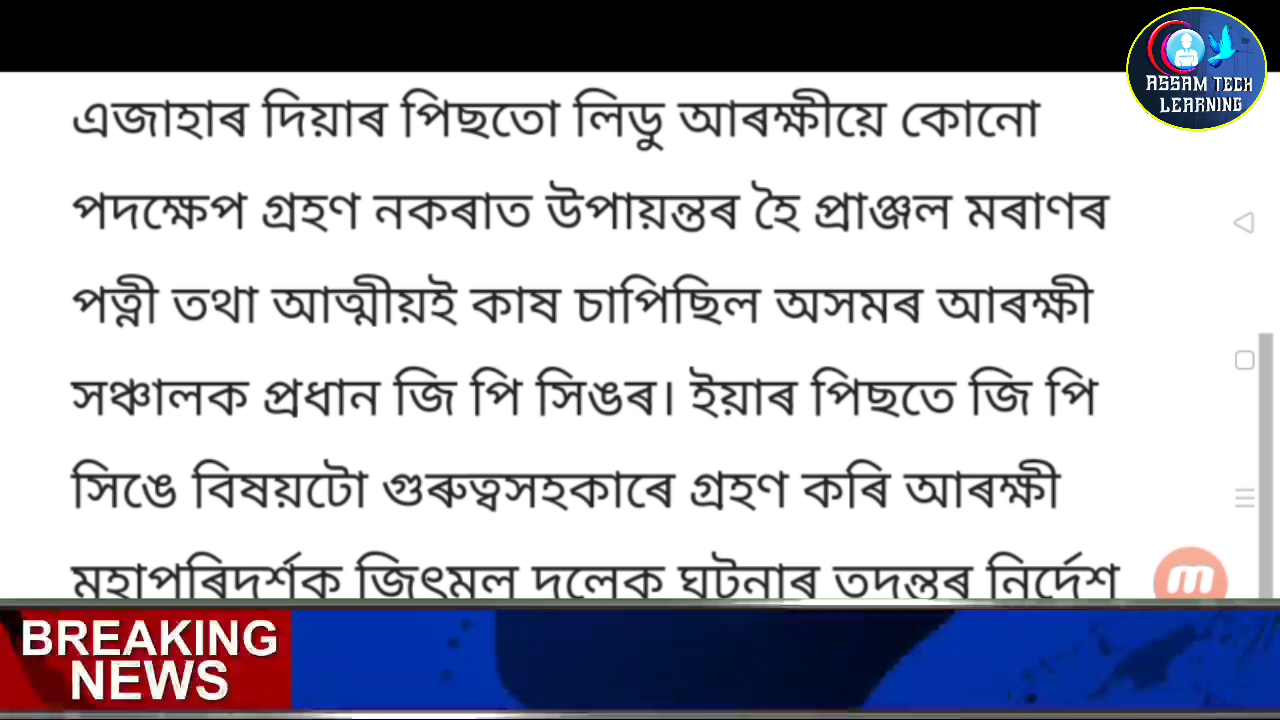 ASSAM TECH
LEARNING
এজাহাৰ দিয়াৰ পিছতো লিডু আৰক্ষীয়ে কোনো
পদক্ষেপ গ্ৰহণ নকৰাত উপায়ন্তৰ হৈ প্ৰাঞ্জল মৰাণৰ
পত্নী তথা আত্মীয়ই কাষ চাপিছিল অসমৰ আৰক্ষী
সঞ্চালক প্ৰধান জি পি সিঙৰ। ইয়াৰ পিছতে জি পি
সিঙে বিষয়টো গুৰুত্বসহকাৰে গ্ৰহণ কৰি আৰক্ষী
মহাপৰিদৰ্শক জিৎমল দলেক ঘটনাৰ তদন্তৰ নিৰ্দেশ
BREAKING
NEWS